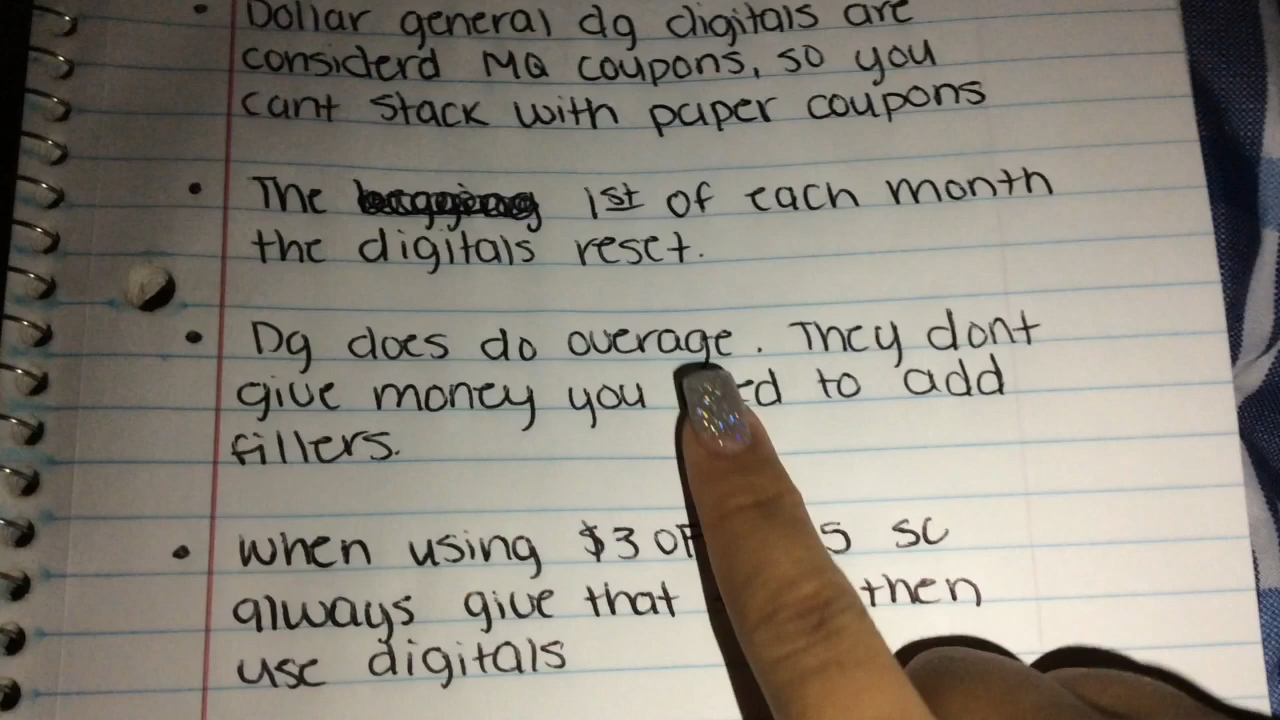 • Dollar general dg digitals are
considerd MQ coupons, so you
cant stack with paper coupons
• The 1st of each month
the digitals reset.
• Dg does do overage. They dont
give money you to add
fillers.
• when using $3 5 sc
always give that then
use digitals